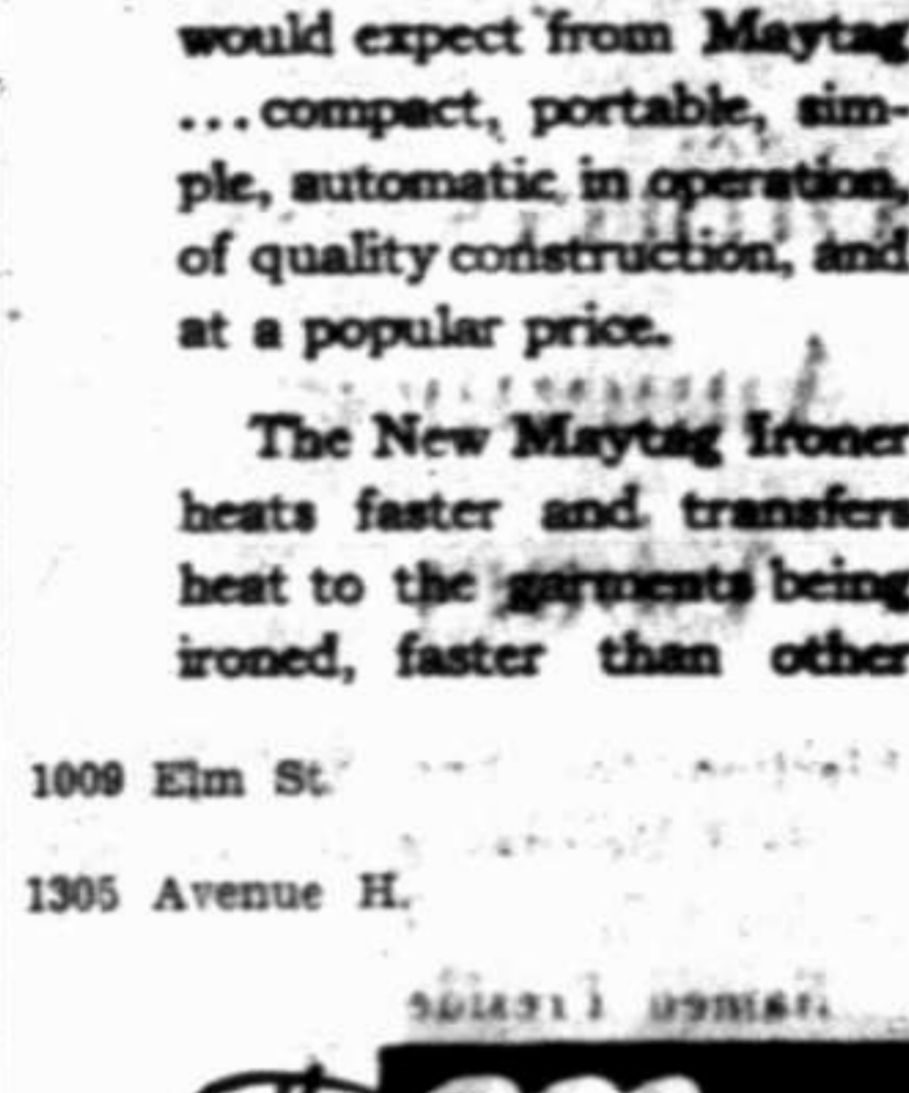 would expect from Maytag
...compact, portable, sim-
ple, automatic in operation,
of quality construction, and
at a popular price.
The New Maytag Ironer
heats faster and transfers
heat to the garments being
ironed, faster than other
1009 Elm St.
1305 Avenue H.